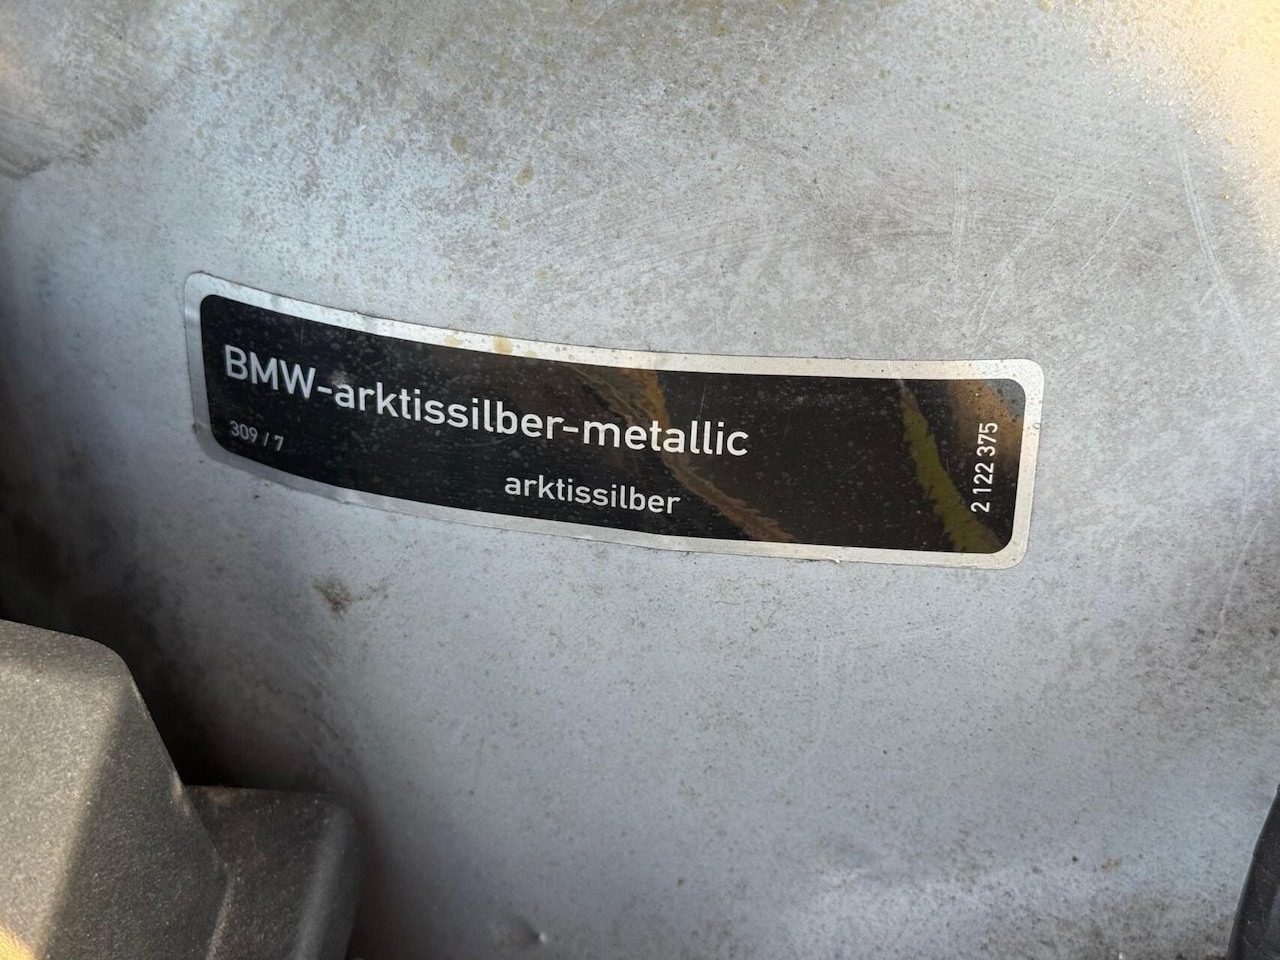 BMW-arktissilber-metallic
309 / 7
arktissilber
2 122 375